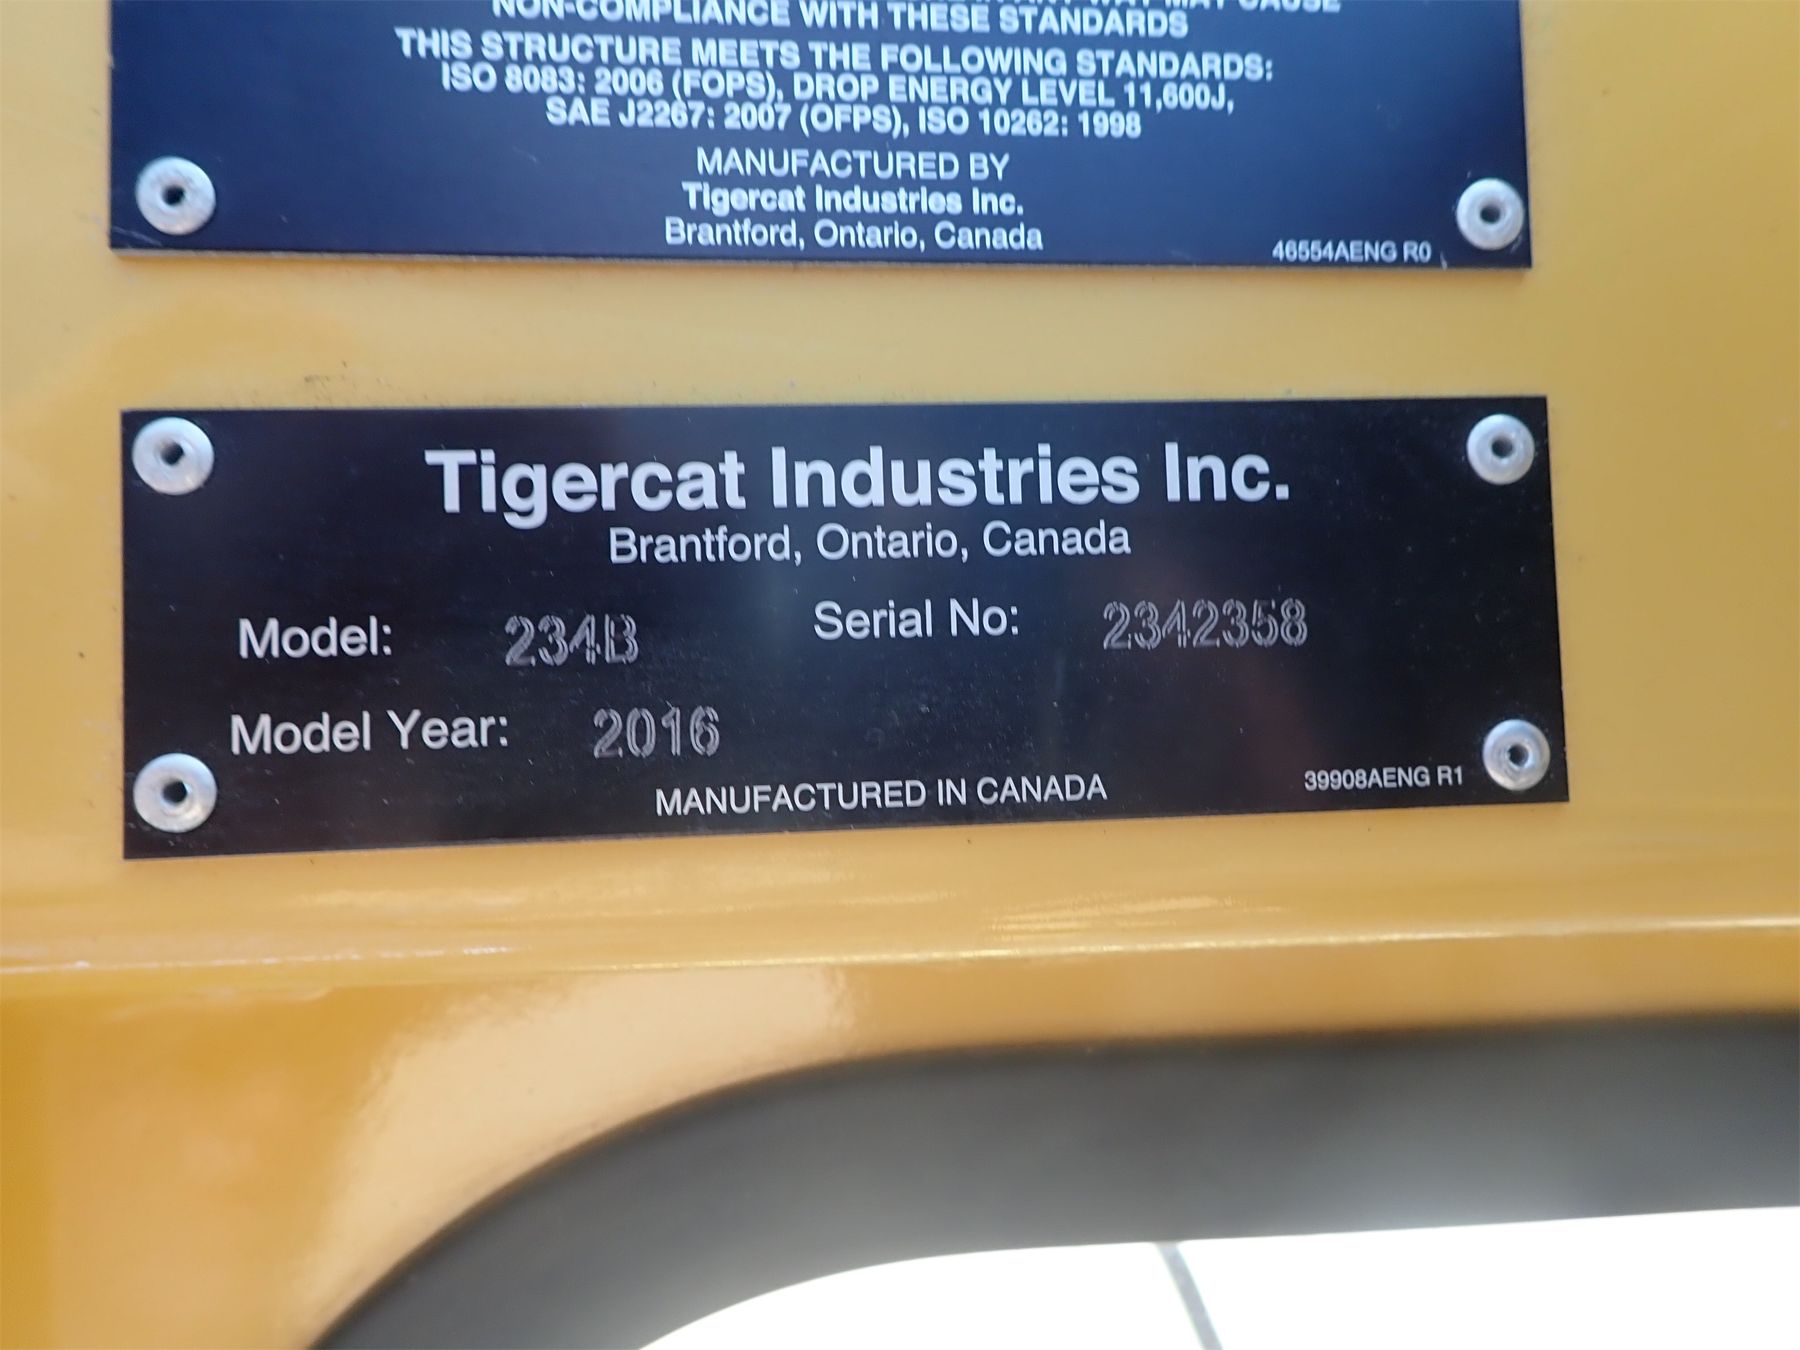 NON-COMPLIANCE WITH THESE STANDARDS
THIS STRUCTURE MEETS THE FOLLOWING STANDARDS:
ISO 8083: 2006 (FOPS), DROP ENERGY LEVEL 11,600J,
SAE J2267: 2007 (OFPS), ISO 10262: 1998
MANUFACTURED BY
Tigercat Industries Inc.
Brantford, Ontario, Canada
46554AENG R0
Tigercat Industries Inc.
Brantford, Ontario, Canada
Model: 234B Serial No: 2342358
Model Year: 2016
MANUFACTURED IN CANADA
39908AENG R1